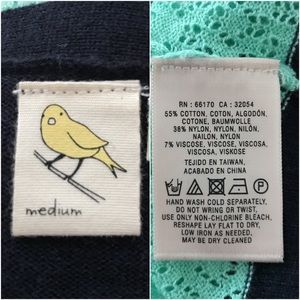 medium
RN : 66170 CA : 32054
55% COTTON, COTON, ALGODÓN,
COTONE, BAUMWOLLE
38% NYLON, NYLON, NILÓN,
NAILON, NYLON
7% VISCOSE, VISCOSE, VISCOSA,
VISCOSA, VISKOSE
TEJIDO EN TAIWAN,
ACABADO EN CHINA
HAND WASH COLD SEPARATELY,
DO NO WRING OR TWIST,
USE ONLY NON-CHLORINE BLEACH,
RESHAPE LAY FLAT TO DRY,
LOW IRON AS NEEDED,
MAY BE DRY CLEANED